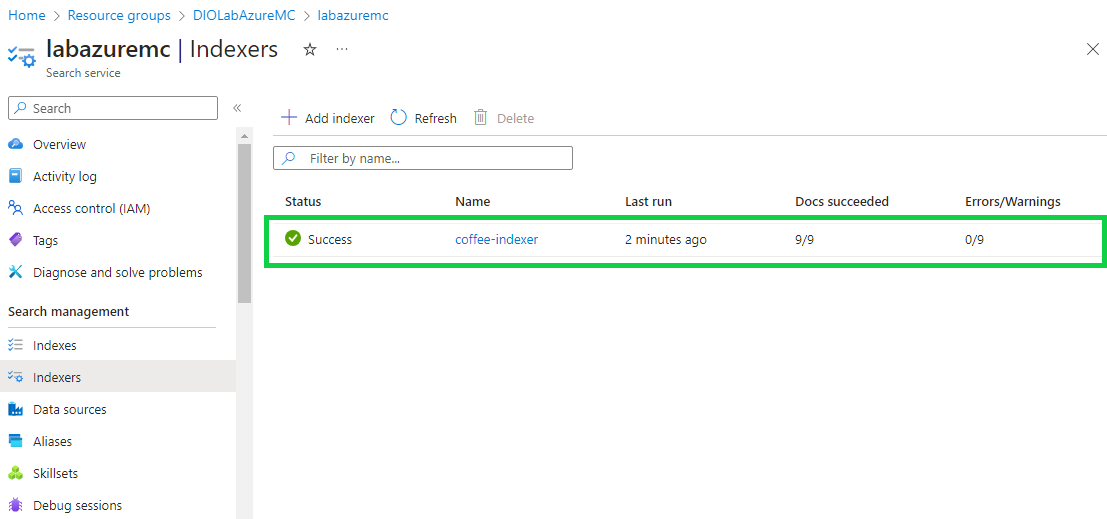 Home > Resource groups > DIOLabAzureMC > labazuremc
labazuremc | Indexers
Search service
Search
Overview
Activity log
Access control (IAM)
Tags
Diagnose and solve problems
Search management
Indexes
Indexers
Data sources
Aliases
Skillsets
Debug sessions
Add indexer Refresh Delete
Filter by name...
Status Name Last run Docs succeeded Errors/Warnings
Success coffee-indexer 2 minutes ago 9/9 0/9